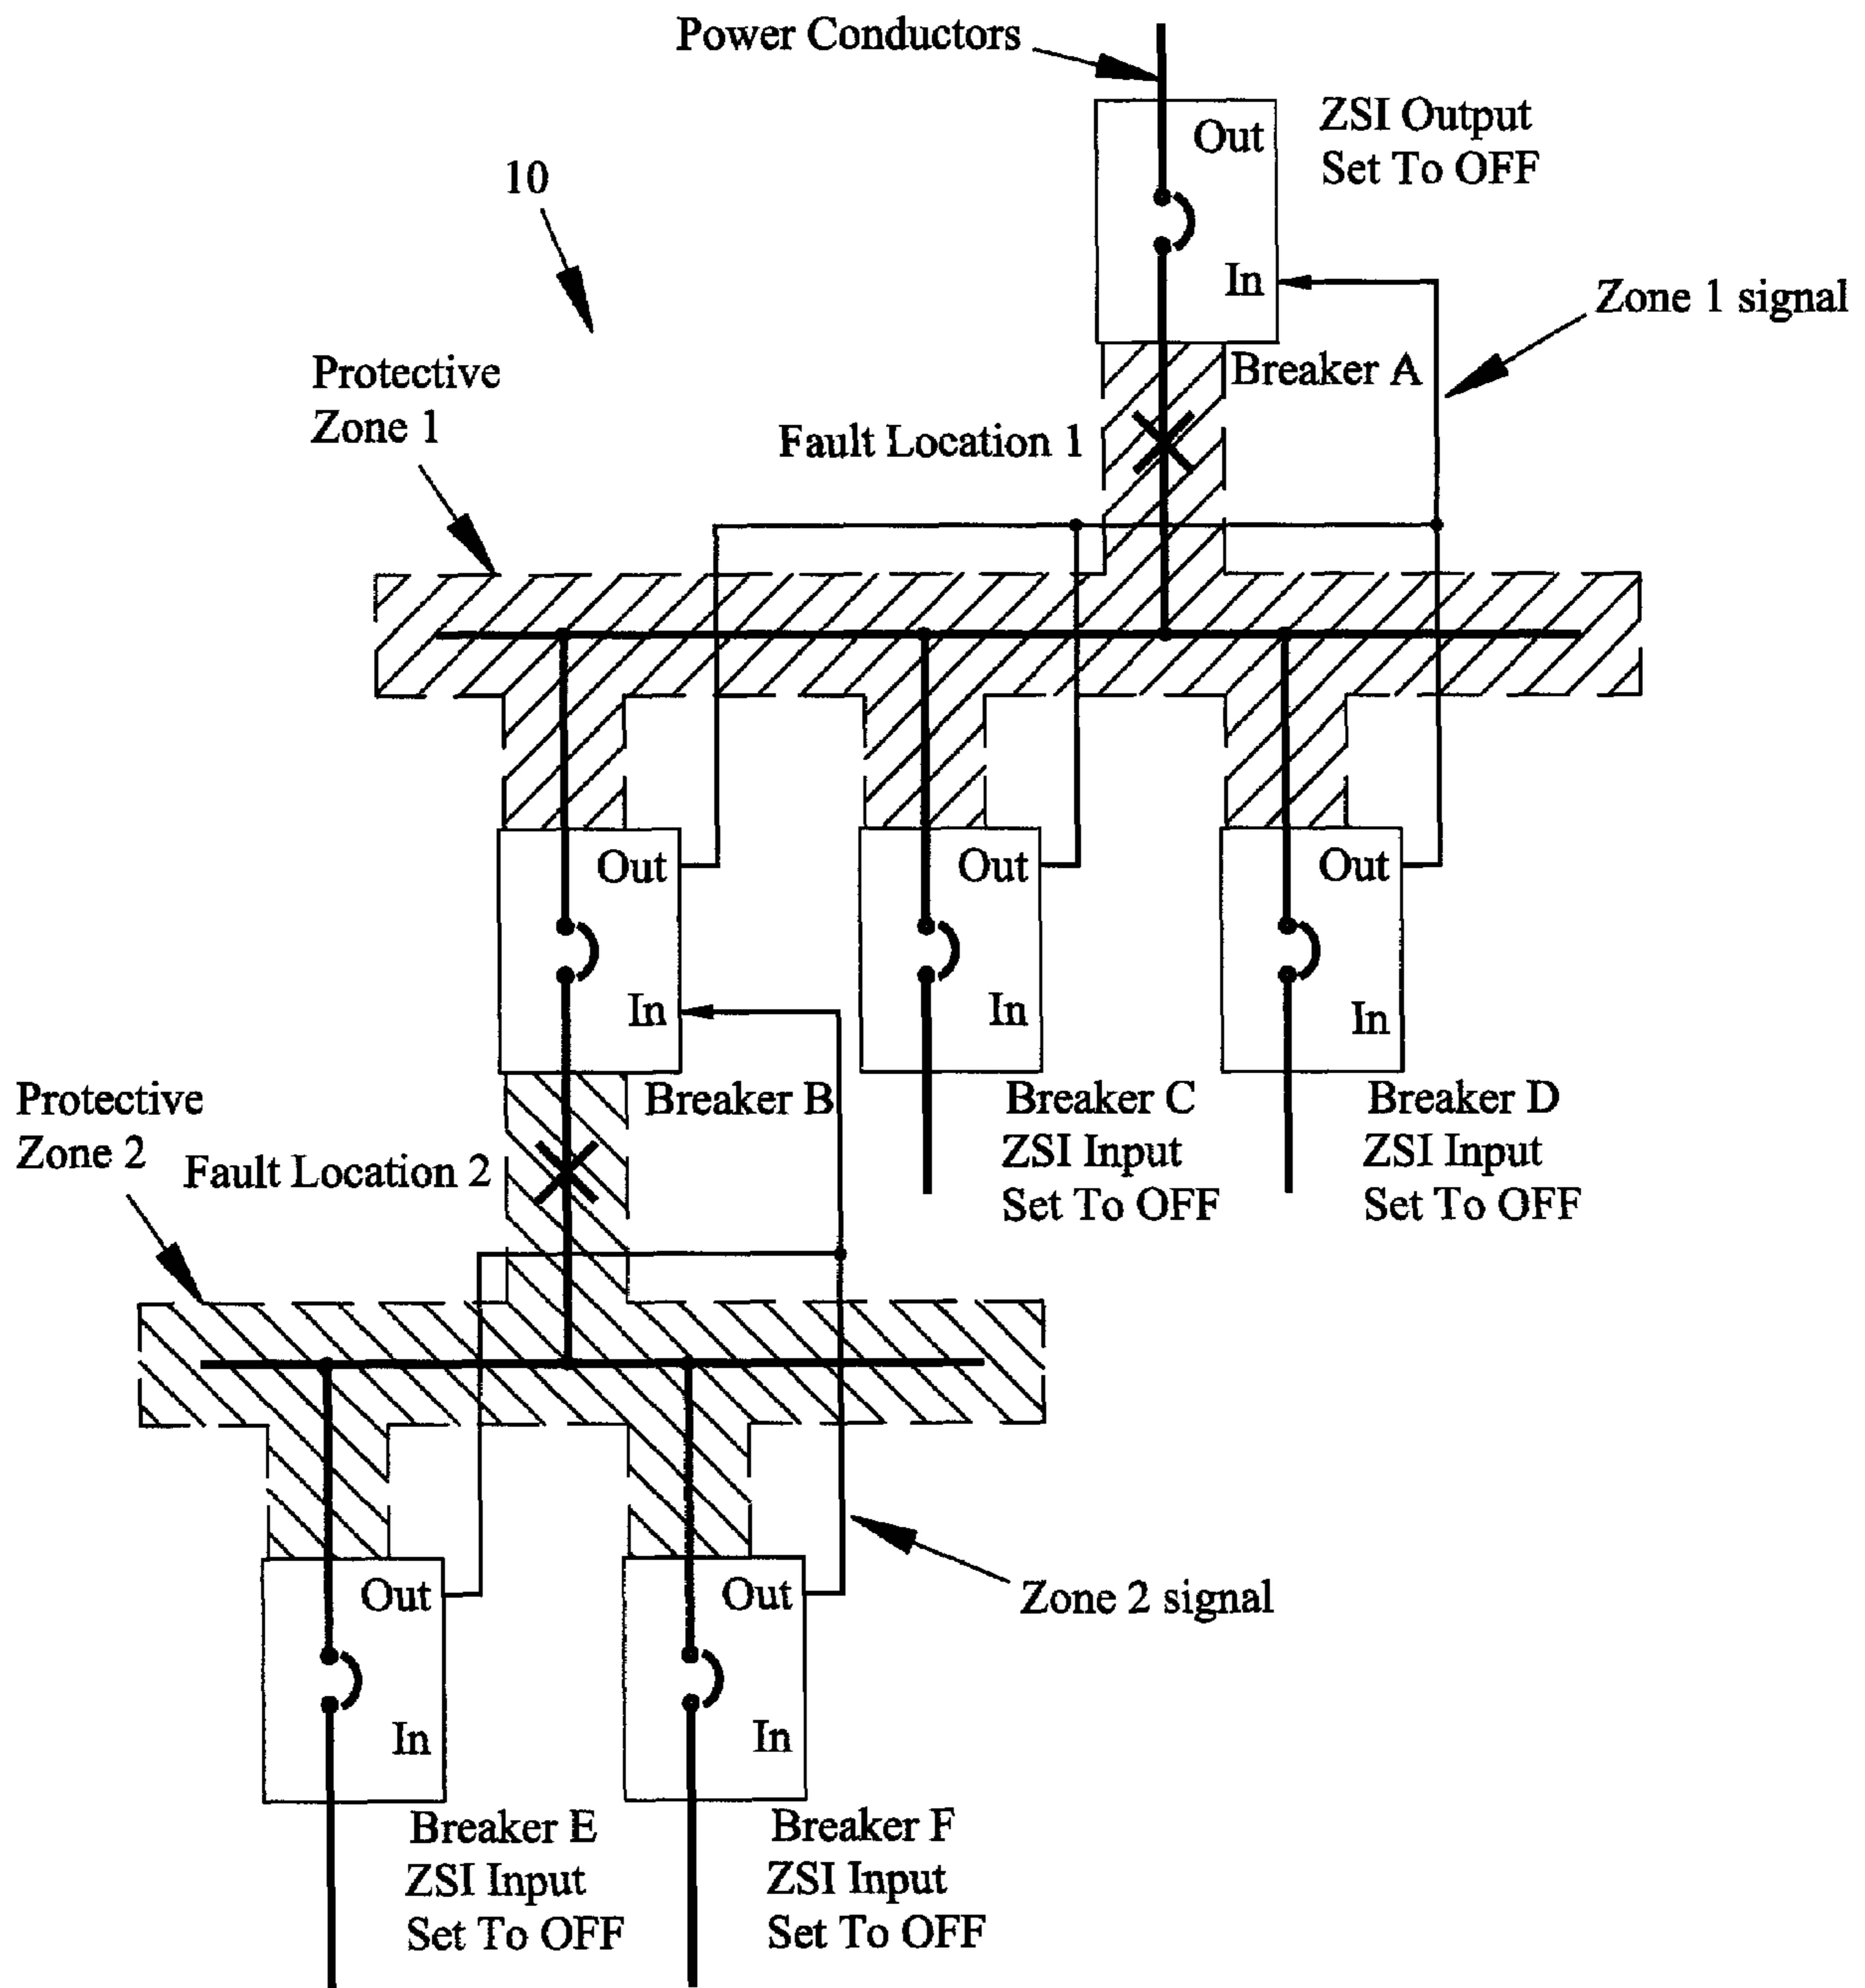 Power Conductors
Out
ZSI Output
Set To OFF
10
In
Zone 1 signal
Protective
Zone 1
Breaker A
Fault Location 1
Out
Out
Out
In
In
In
Protective
Zone 2
Breaker B
Breaker C
ZSI Input
Set To OFF
Breaker D
ZSI Input
Set To OFF
Fault Location 2
Out
Out
Zone 2 signal
In
In
Breaker E
ZSI Input
Set To OFF
Breaker F
ZSI Input
Set To OFF